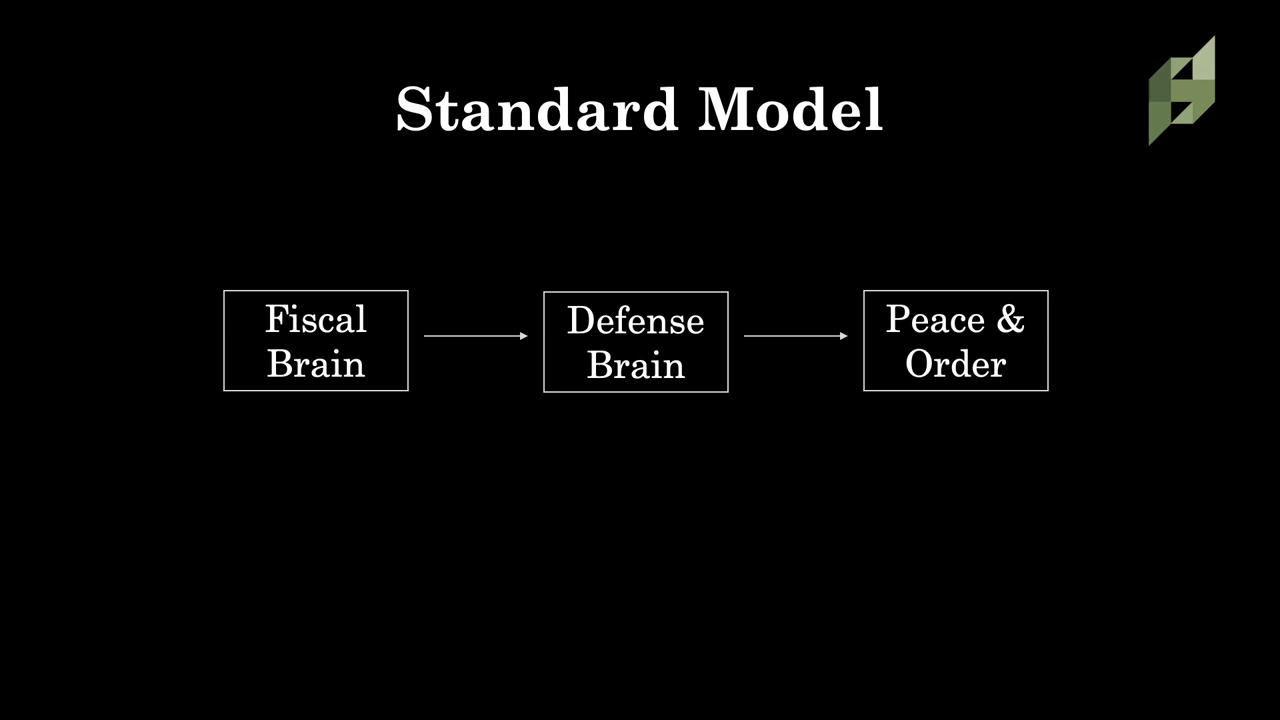 Standard Model
Fiscal
Brain
Defense
Brain
Peace &
Order